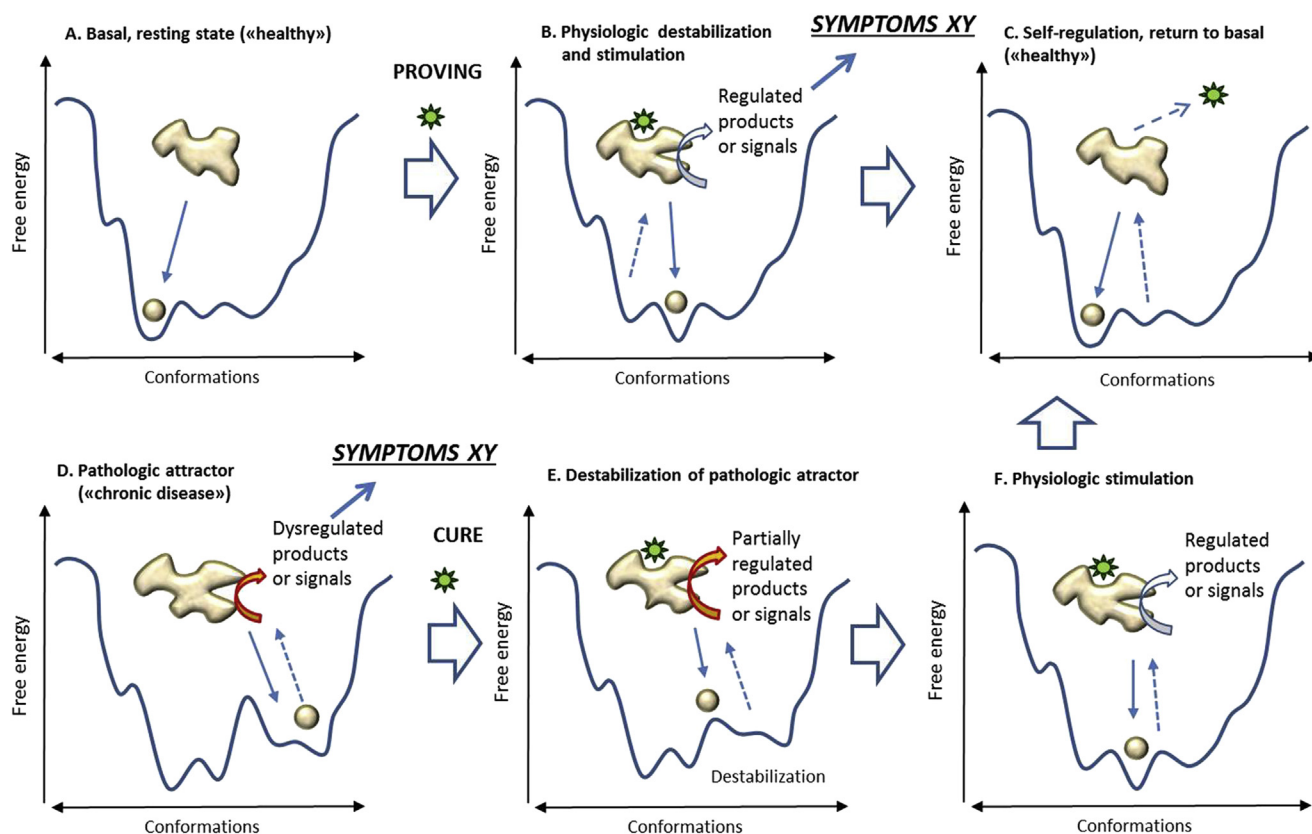 A. Basal, resting state («healthy»)
Free energy
Conformations
PROVING
B. Physiologic destabilization
and stimulation
SYMPTOMS XY
Regulated
products
or signals
Free energy
Conformations
C. Self-regulation, return to basal
(«healthy»)
Free energy
Conformations
D. Pathologic attractor
(«chronic disease»)
SYMPTOMS XY
Dysregulated
products
or signals
Free energy
Conformations
CURE
E. Destabilization of pathologic atractor
Partially
regulated
products
or signals
Free energy
Destabilization
Conformations
F. Physiologic stimulation
Regulated
products
or signals
Free energy
Conformations